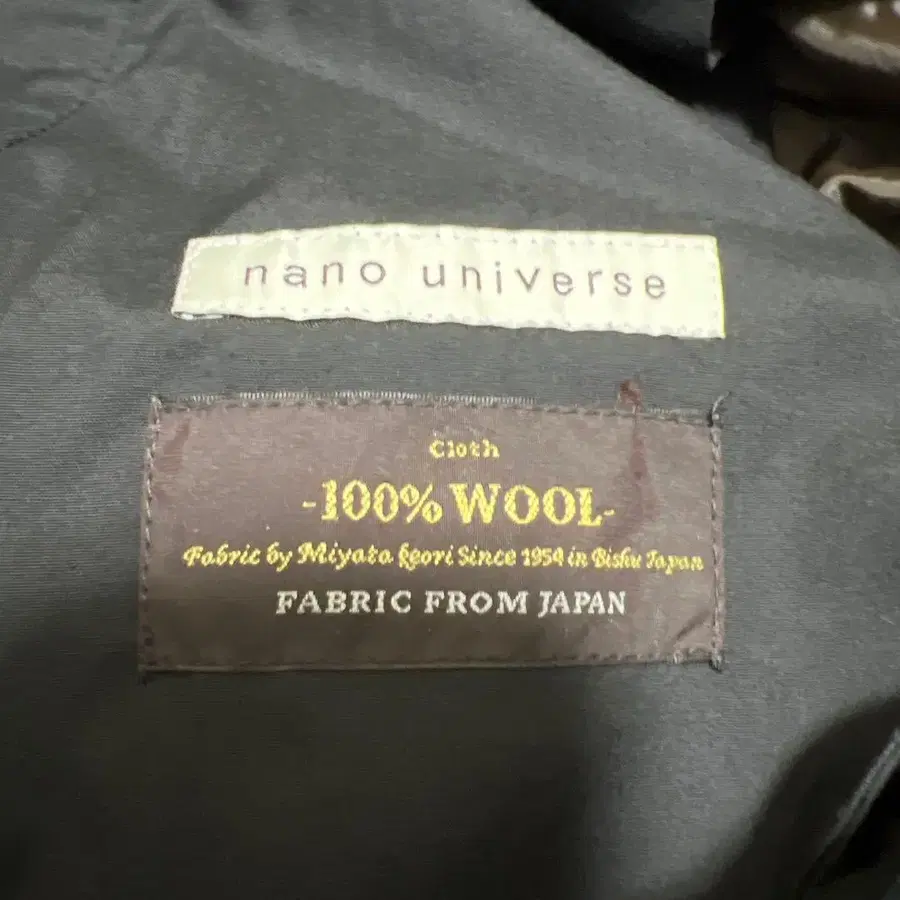 nano universe
Cloth
-100% WOOL-
Fabric by Miyata keori Since 1954 in Bishu Japan
FABRIC FROM JAPAN